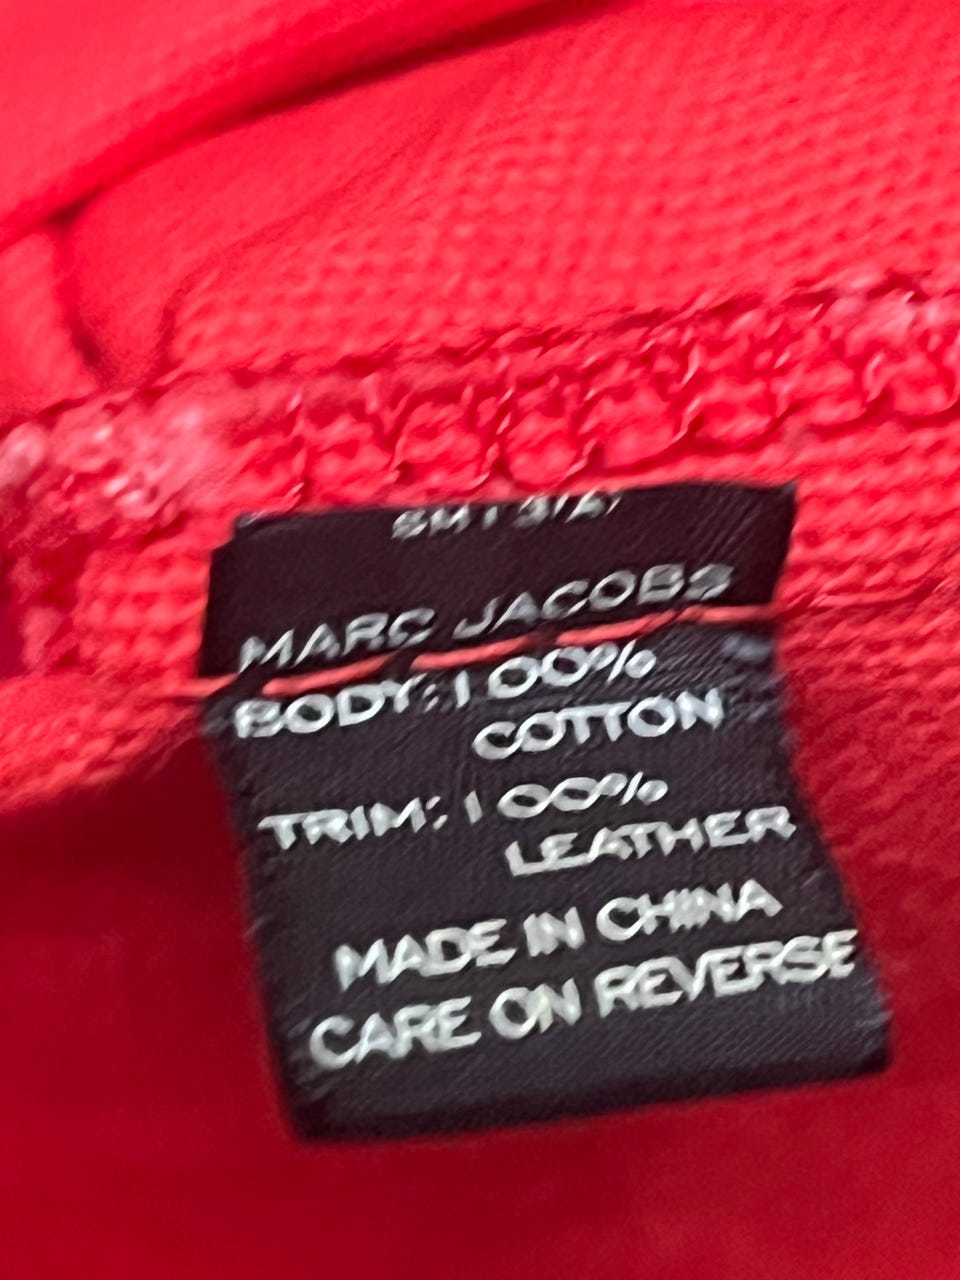 MARC JACOBS
BODY: 100%
COTTON
TRIM: 100%
LEATHER
MADE IN CHINA
CARE ON REVERSE